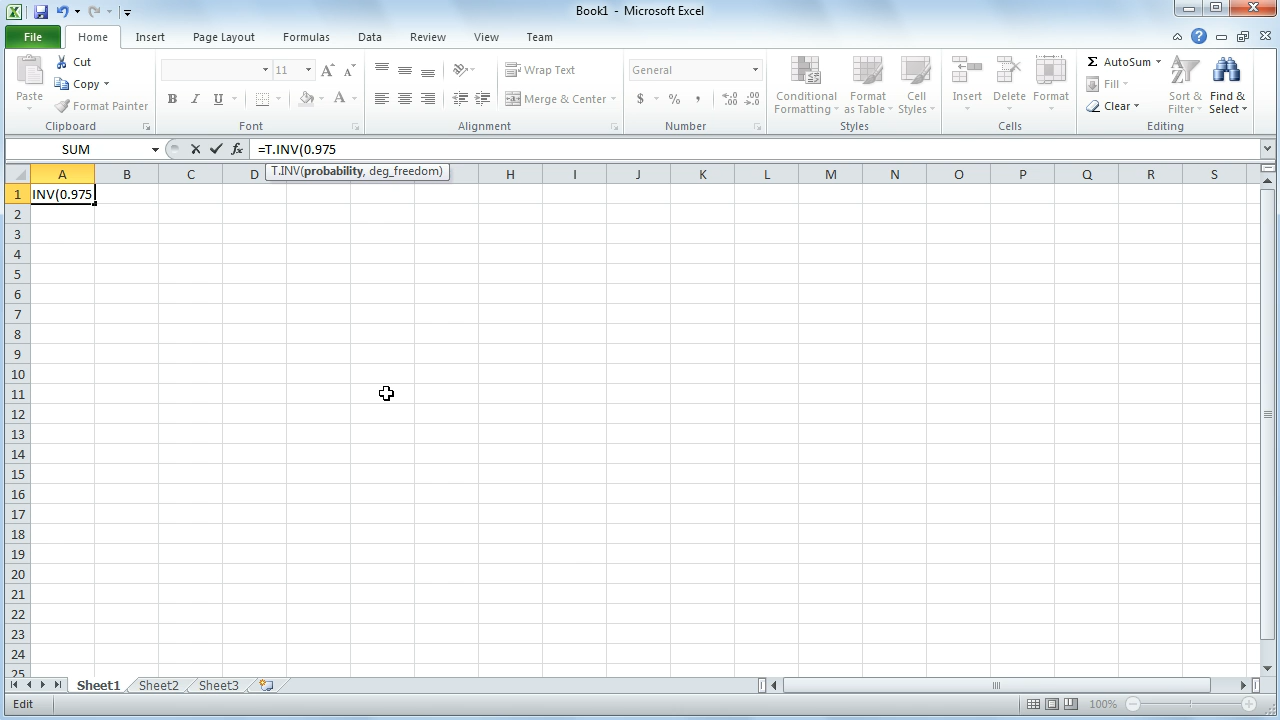 Book1 - Microsoft Excel
File Home Insert Page Layout Formulas Data Review View Team
Paste
Cut
Copy
Format Painter
Clipboard
11
B I U
A
Font
Wrap Text
Merge & Center
Alignment
General
$ % ,
Number
Conditional Formatting
Format as Table
Cell Styles
Styles
Insert
Delete
Format
Cells
Σ AutoSum
Fill
Clear
Sort & Filter
Find & Select
Editing
SUM fx =T.INV(0.975
T.INV(probability, deg_freedom)
A B C D H I J K L M N O P Q R S
1 INV(0.975
2
3
4
5
6
7
8
9
10
11
12
13
14
15
16
17
18
19
20
21
22
23
24
25
Sheet1 Sheet2 Sheet3
Edit 100%